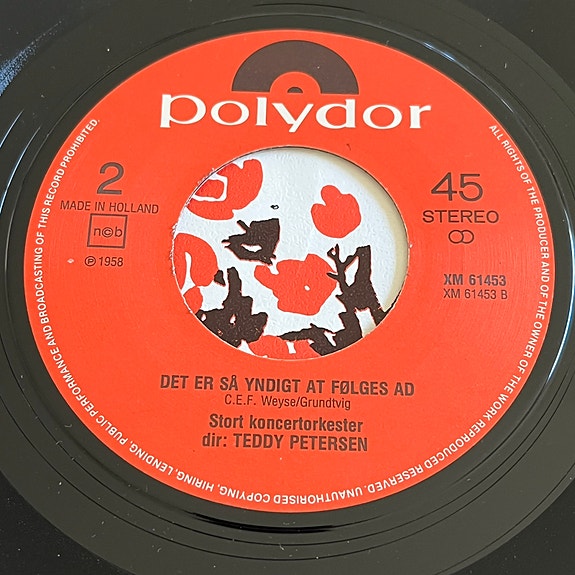 polydor
2
MADE IN HOLLAND
n©b
℗ 1958
45
STEREO
XM 61453
XM 61453 B
DET ER SÅ YNDIGT AT FØLGES AD
C.E.F. Weyse/Grundtvig
Stort koncertorkester
dir: TEDDY PETERSEN
ALL RIGHTS OF THE PRODUCER AND OF THE OWNER OF THE WORK REPRODUCED RESERVED. UNAUTHORISED COPYING, HIRING, LENDING, PUBLIC PERFORMANCE AND BROADCASTING OF THIS RECORD PROHIBITED.